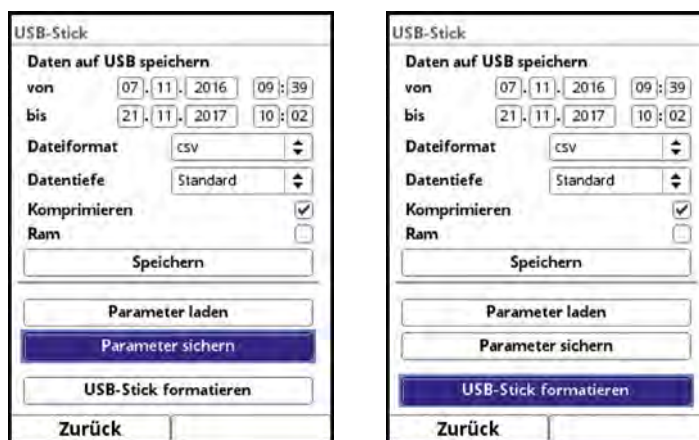 USB-Stick
Daten auf USB speichern
von 07. 11. 2016 09:39
bis 21. 11. 2017 10:02
Dateiformat csv
Datentiefe Standard
Komprimieren
Ram
Speichern
Parameter laden
Parameter sichern
USB-Stick formatieren
Zurück
USB-Stick
Daten auf USB speichern
von 07. 11. 2016 09:39
bis 21. 11. 2017 10:02
Dateiformat csv
Datentiefe Standard
Komprimieren
Ram
Speichern
Parameter laden
Parameter sichern
USB-Stick formatieren
Zurück